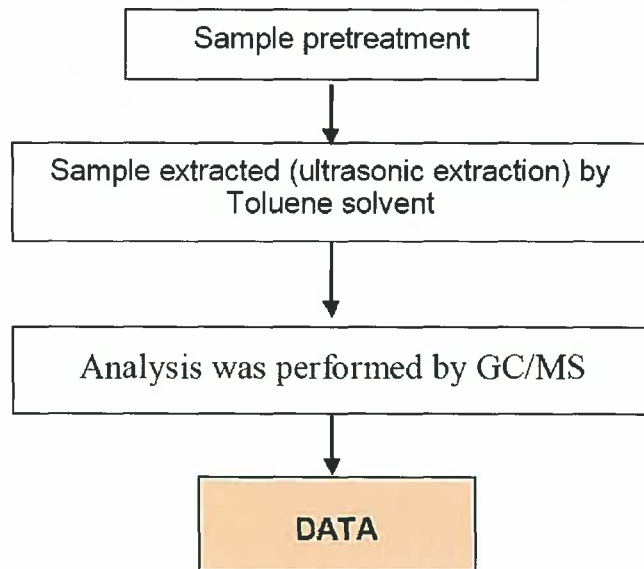 Sample pretreatment
Sample extracted (ultrasonic extraction) by
Toluene solvent
Analysis was performed by GC/MS
DATA